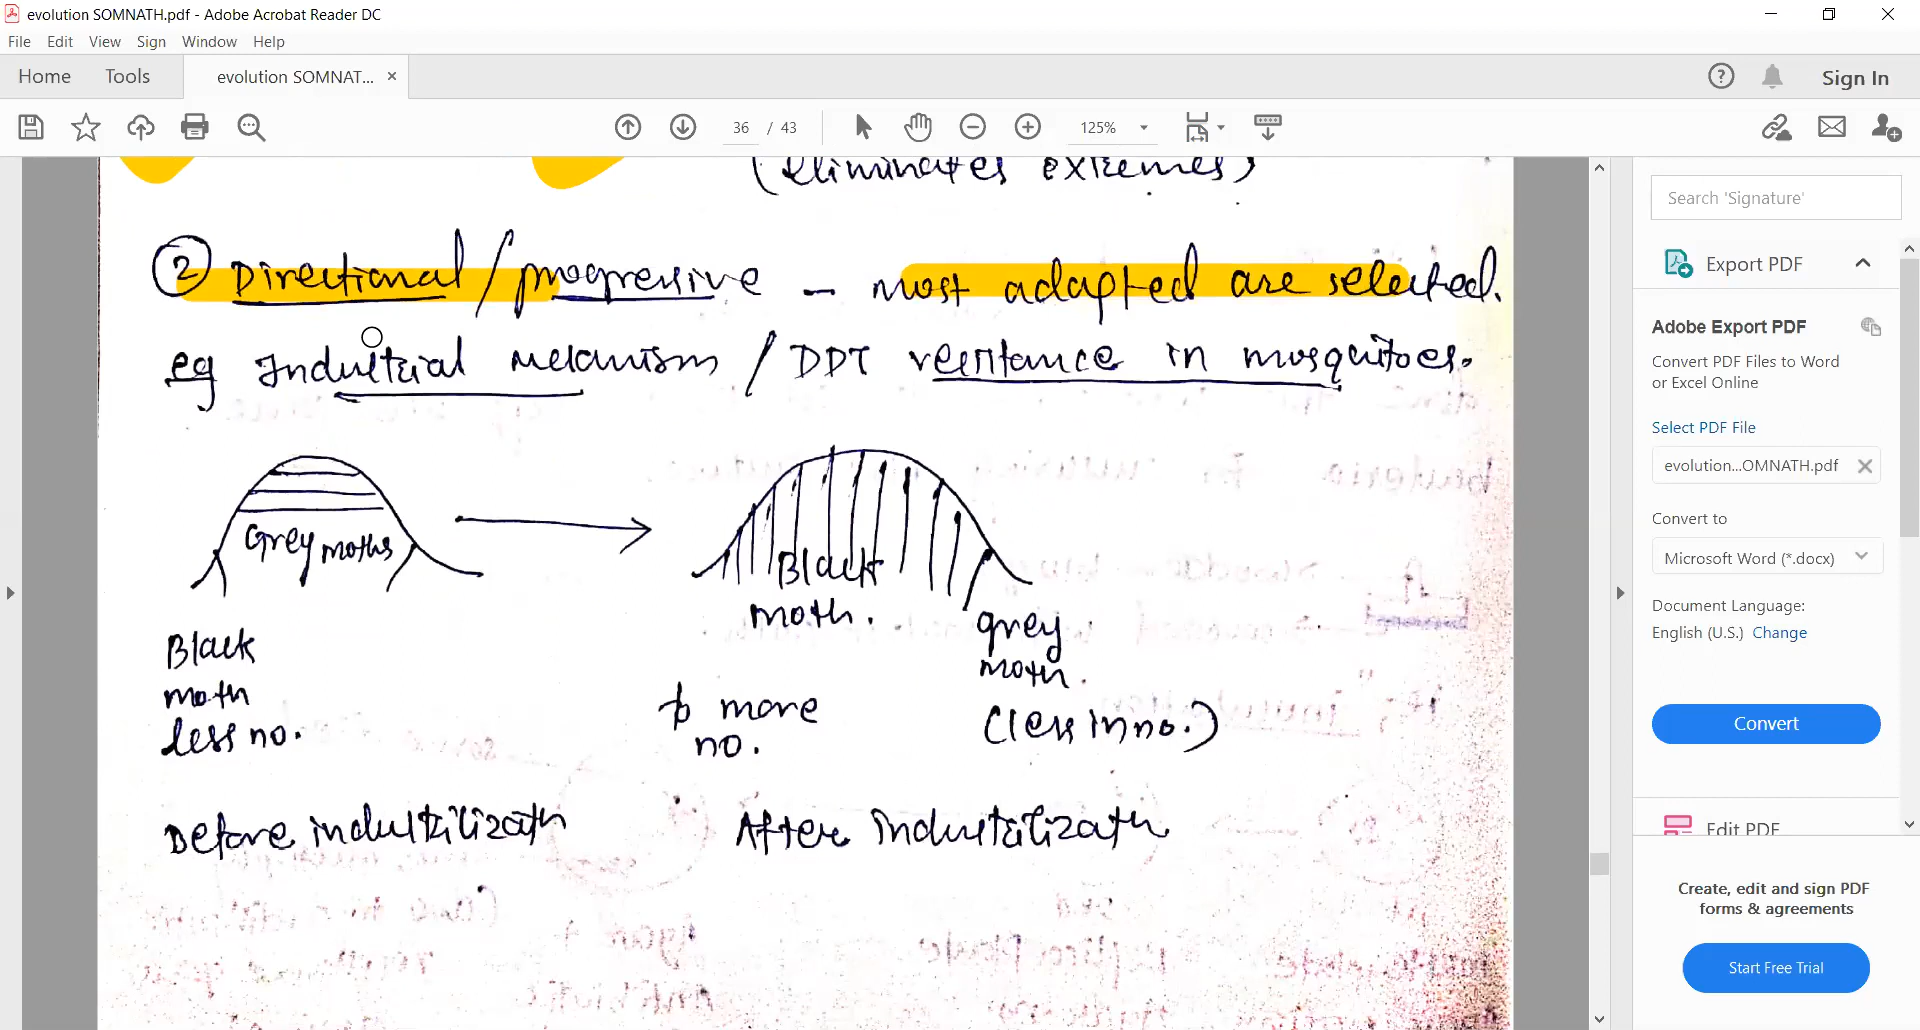 evolution SOMNATH.pdf - Adobe Acrobat Reader DC
File Edit View Sign Window Help
Home Tools evolution SOMNAT... × Sign In
36 / 43 125%
(eliminates extremes)
② Directional / progressive – most adapted are selected.
eg Industrial melanism / DDT resistance in mosquitoes.
Grey moths
Black moth.
Black
moth
less no.
grey
moth.
more
no.
(less in no.)
Before industilizath
After industilizath
Search 'Signature'
Export PDF
Adobe Export PDF
Convert PDF Files to Word
or Excel Online
Select PDF File
evolution...OMNATH.pdf
Convert to
Microsoft Word (*.docx)
Document Language:
English (U.S.) Change
Convert
Edit PDF
Create, edit and sign PDF
forms & agreements
Start Free Trial